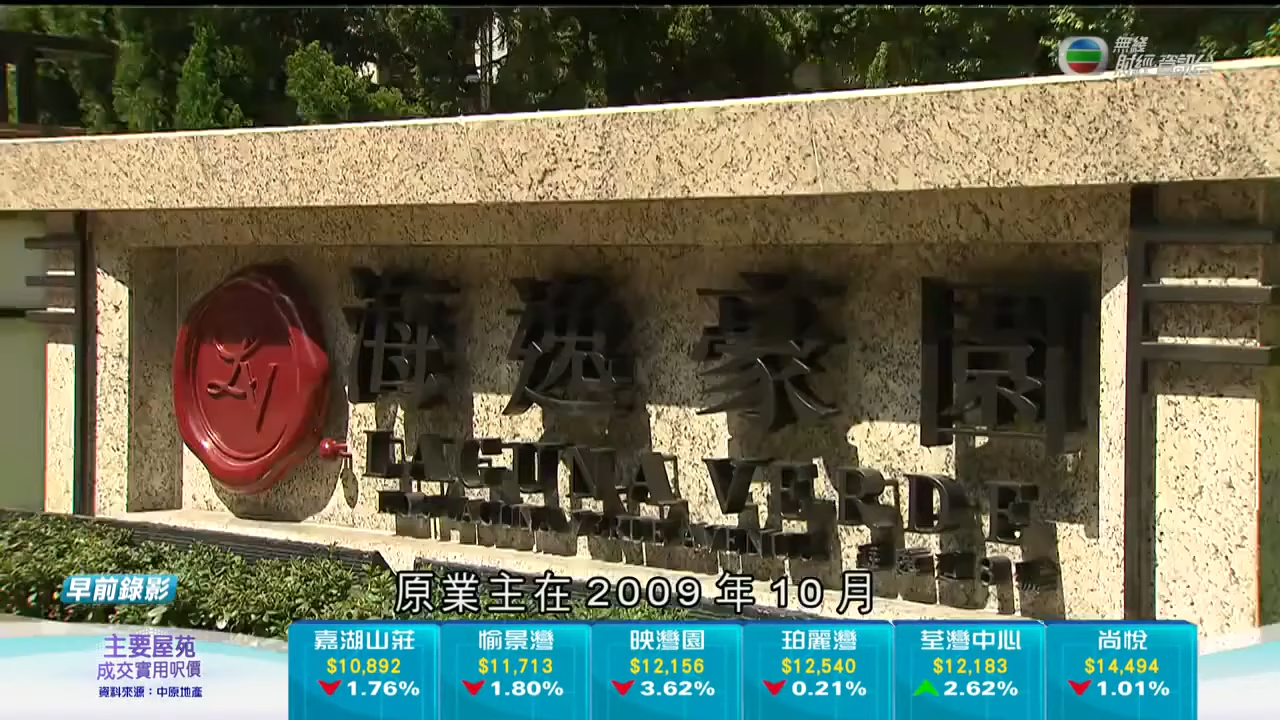 無綫
財經 資訊台
LV
海逸豪園
LAGUNA VERDE
早前錄影
原業主在2009年10月
主要屋苑
成交實用呎價
資料來源：中原地產
嘉湖山莊
$10,892
1.76%
愉景灣
$11,713
1.80%
映灣園
$12,156
3.62%
珀麗灣
$12,540
0.21%
荃灣中心
$12,183
2.62%
尚悅
$14,494
1.01%